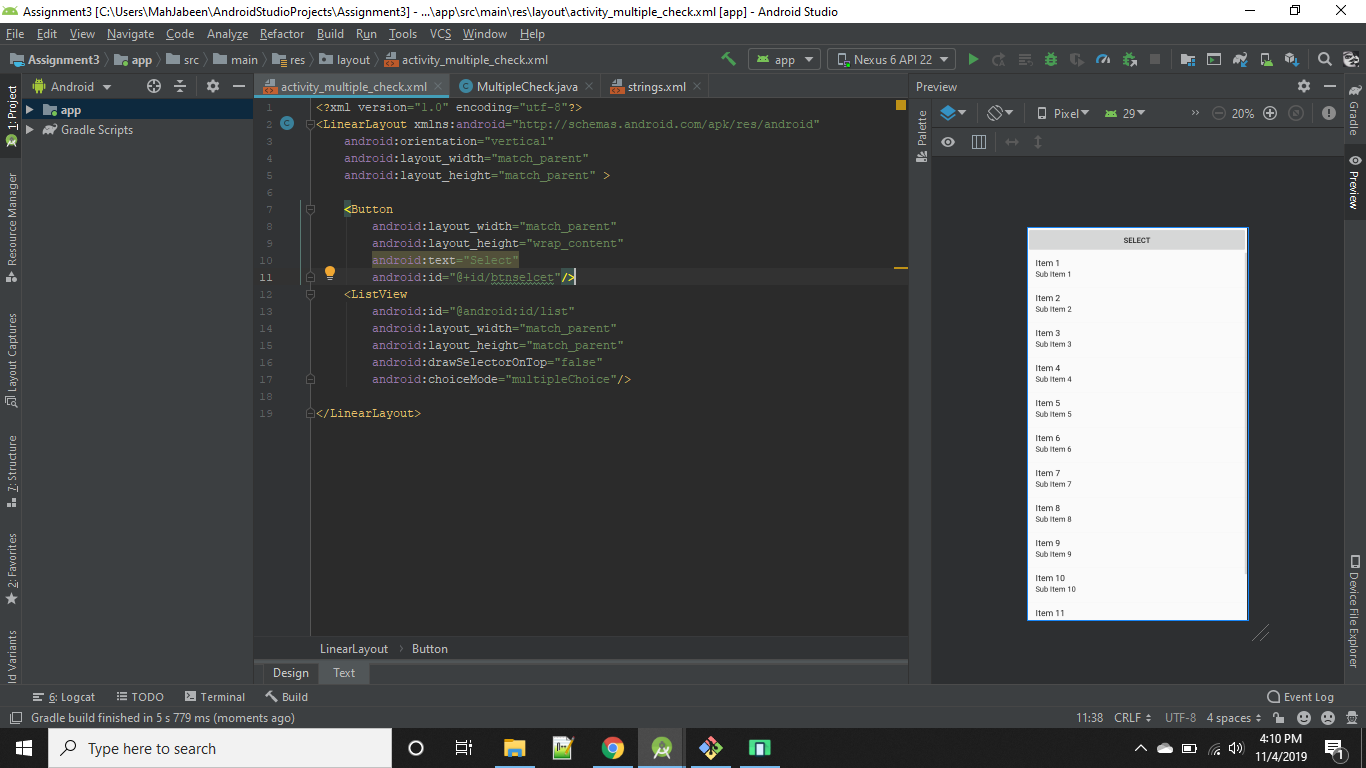 Assignment3 [C:\Users\MahJabeen\AndroidStudioProjects\Assignment3] - ...\app\src\main\res\layout\activity_multiple_check.xml [app] - Android Studio
File Edit View Navigate Code Analyze Refactor Build Run Tools VCS Window Help
Assignment3 app src main res layout activity_multiple_check.xml
app
Nexus 6 API 22
Android
activity_multiple_check.xml
MultipleCheck.java
strings.xml
Preview
1: Project
Resource Manager
Layout Captures
7: Structure
2: Favorites
ld Variants
app
Gradle Scripts
1 <?xml version="1.0" encoding="utf-8"?>
2 <LinearLayout xmlns:android="http://schemas.android.com/apk/res/android"
3 android:orientation="vertical"
4 android:layout_width="match_parent"
5 android:layout_height="match_parent" >
6
7 <Button
8 android:layout_width="match_parent"
9 android:layout_height="wrap_content"
10 android:text="Select"
11 android:id="@+id/btnselcet"/>
12 <ListView
13 android:id="@android:id/list"
14 android:layout_width="match_parent"
15 android:layout_height="match_parent"
16 android:drawSelectorOnTop="false"
17 android:choiceMode="multipleChoice"/>
18
19 </LinearLayout>
LinearLayout Button
Design Text
Palette
Pixel 29 » 20%
SELECT
Item 1
Sub Item 1
Item 2
Sub Item 2
Item 3
Sub Item 3
Item 4
Sub Item 4
Item 5
Sub Item 5
Item 6
Sub Item 6
Item 7
Sub Item 7
Item 8
Sub Item 8
Item 9
Sub Item 9
Item 10
Sub Item 10
Item 11
Gradle
Preview
Device File Explorer
6: Logcat TODO Terminal Build Event Log
Gradle build finished in 5 s 779 ms (moments ago) 11:38 CRLF UTF-8 4 spaces
Type here to search
4:10 PM
11/4/2019
1